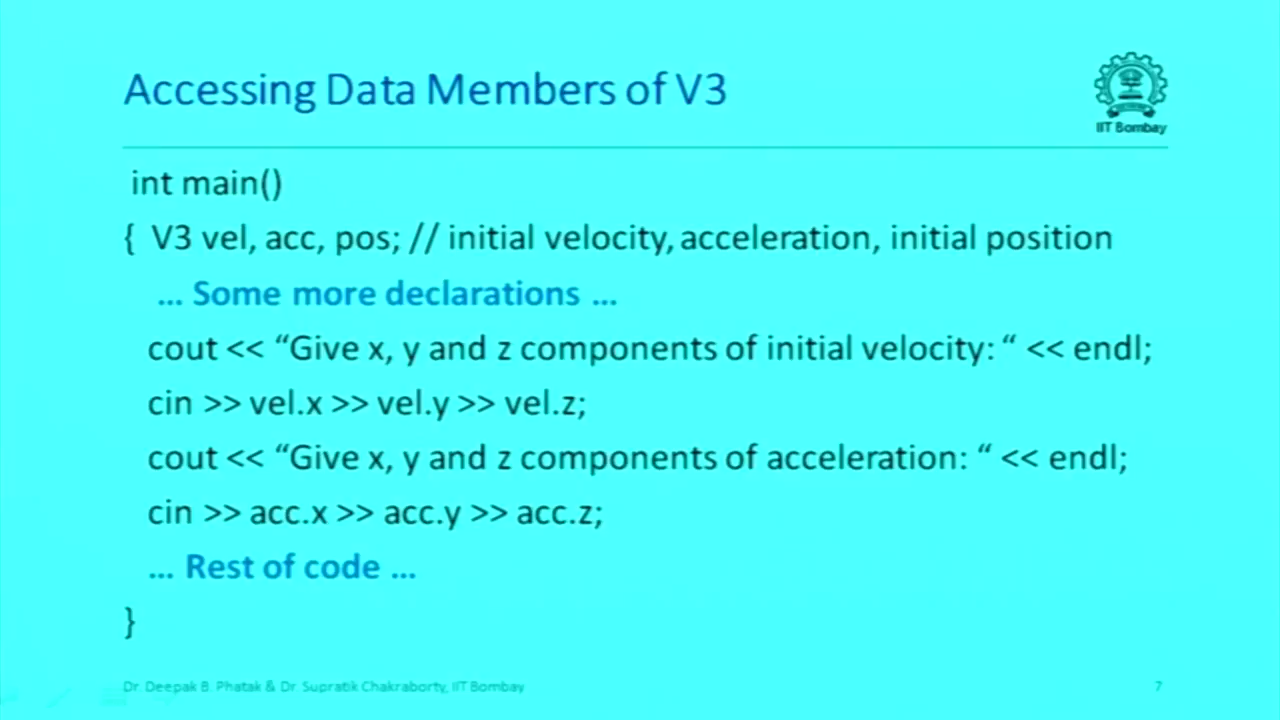 Accessing Data Members of V3
IIT Bombay
int main()
{ V3 vel, acc, pos; // initial velocity, acceleration, initial position
... Some more declarations ...
cout << “Give x, y and z components of initial velocity: “ << endl;
cin >> vel.x >> vel.y >> vel.z;
cout << “Give x, y and z components of acceleration: “ << endl;
cin >> acc.x >> acc.y >> acc.z;
... Rest of code ...
}
Dr. Deepak B. Phatak & Dr. Supratik Chakraborty, IIT Bombay
7